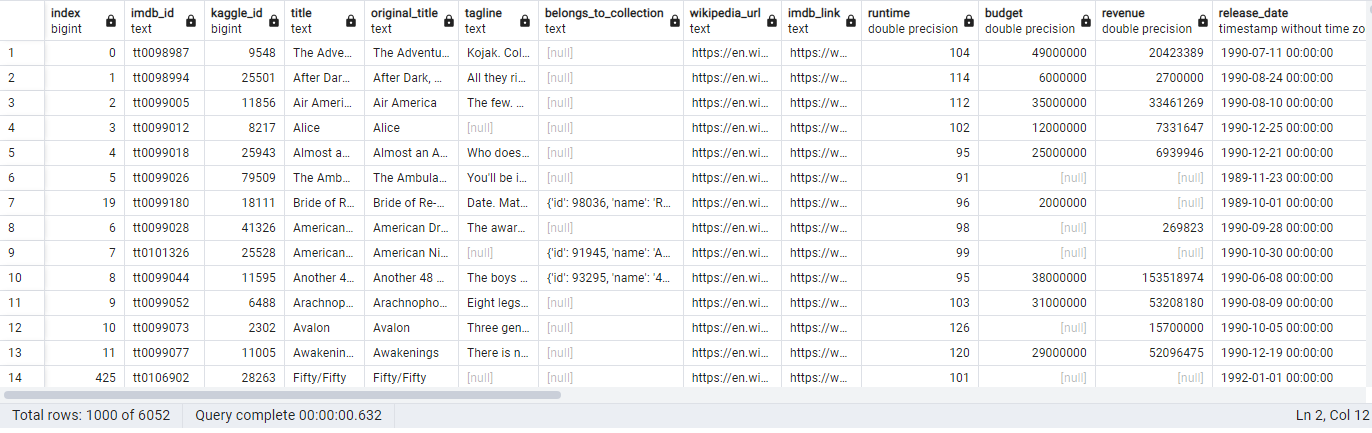 index imdb_id kaggle_id title original_title tagline belongs_to_collection wikipedia_url imdb_link runtime budget revenue release_date
bigint text bigint text text text text text text double precision double precision double precision timestamp without time zo
1 0 tt0098987 9548 The Adve... The Adventu... Kojak. Col... [null] https://en.wi... https://w... 104 49000000 20423389 1990-07-11 00:00:00
2 1 tt0098994 25501 After Dar... After Dark, ... All they ri... [null] https://en.wi... https://w... 114 6000000 2700000 1990-08-24 00:00:00
3 2 tt0099005 11856 Air Ameri... Air America The few. ... [null] https://en.wi... https://w... 112 35000000 33461269 1990-08-10 00:00:00
4 3 tt0099012 8217 Alice Alice [null] [null] https://en.wi... https://w... 102 12000000 7331647 1990-12-25 00:00:00
5 4 tt0099018 25943 Almost a... Almost an A... Who does... [null] https://en.wi... https://w... 95 25000000 6939946 1990-12-21 00:00:00
6 5 tt0099026 79509 The Amb... The Ambula... You'll be i... [null] https://en.wi... https://w... 91 [null] [null] 1989-11-23 00:00:00
7 19 tt0099180 18111 Bride of R... Bride of Re-... Date. Mat... {'id': 98036, 'name': 'R... https://en.wi... https://w... 96 2000000 [null] 1989-10-01 00:00:00
8 6 tt0099028 41326 American... American Dr... The awar... [null] https://en.wi... https://w... 98 [null] 269823 1990-09-28 00:00:00
9 7 tt0101326 25528 American... American Ni... [null] {'id': 91945, 'name': 'A... https://en.wi... https://w... 99 [null] [null] 1990-10-30 00:00:00
10 8 tt0099044 11595 Another 4... Another 48 ... The boys ... {'id': 93295, 'name': '4... https://en.wi... https://w... 95 38000000 153518974 1990-06-08 00:00:00
11 9 tt0099052 6488 Arachnop... Arachnopho... Eight legs... [null] https://en.wi... https://w... 103 31000000 53208180 1990-08-09 00:00:00
12 10 tt0099073 2302 Avalon Avalon Three gen... [null] https://en.wi... https://w... 126 [null] 15700000 1990-10-05 00:00:00
13 11 tt0099077 11005 Awakenin... Awakenings There is n... [null] https://en.wi... https://w... 120 29000000 52096475 1990-12-19 00:00:00
14 425 tt0106902 28263 Fifty/Fifty Fifty/Fifty [null] [null] https://en.wi... https://w... 101 [null] [null] 1992-01-01 00:00:00
Total rows: 1000 of 6052 Query complete 00:00:00.632 Ln 2, Col 12